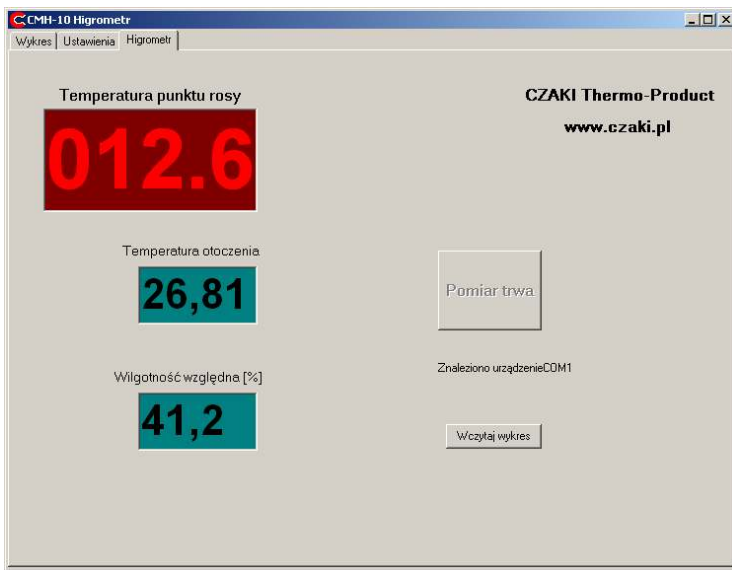 CMH-10 Higrometr
Wykres Ustawienia Higrometr
Temperatura punktu rosy
012.6
CZAKI Thermo-Product
www.czaki.pl
Temperatura otoczenia
26,81
Pomiar trwa
Wilgotność względna [%]
41,2
Znaleziono urządzenieCOM1
Wczytaj wykres